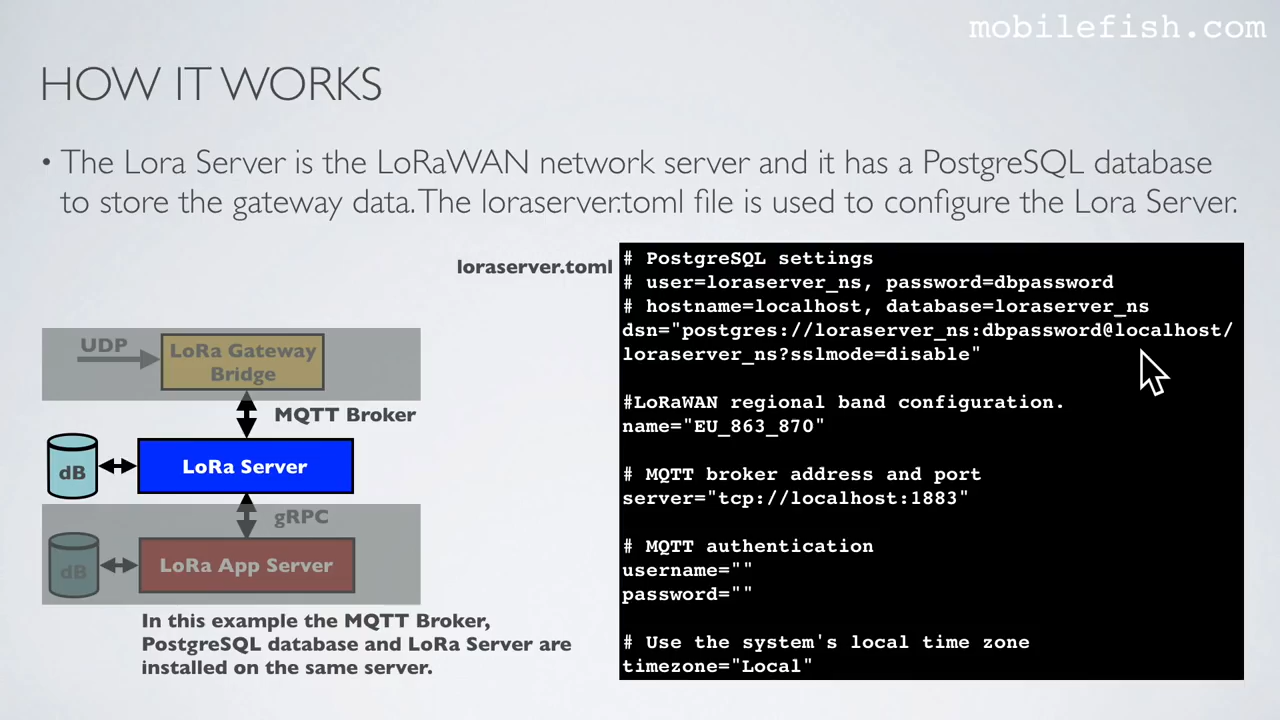 mobilefish.com
HOW IT WORKS
• The Lora Server is the LoRaWAN network server and it has a PostgreSQL database
to store the gateway data. The loraserver.toml file is used to configure the Lora Server.
loraserver.toml
# PostgreSQL settings
# user=loraserver_ns, password=dbpassword
# hostname=localhost, database=loraserver_ns
dsn="postgres://loraserver_ns:dbpassword@localhost/
loraserver_ns?sslmode=disable"
#LoRaWAN regional band configuration.
name="EU_863_870"
# MQTT broker address and port
server="tcp://localhost:1883"
# MQTT authentication
username=""
password=""
# Use the system's local time zone
timezone="Local"
UDP
LoRa Gateway
Bridge
MQTT Broker
dB
LoRa Server
gRPC
dB
LoRa App Server
In this example the MQTT Broker,
PostgreSQL database and LoRa Server are
installed on the same server.